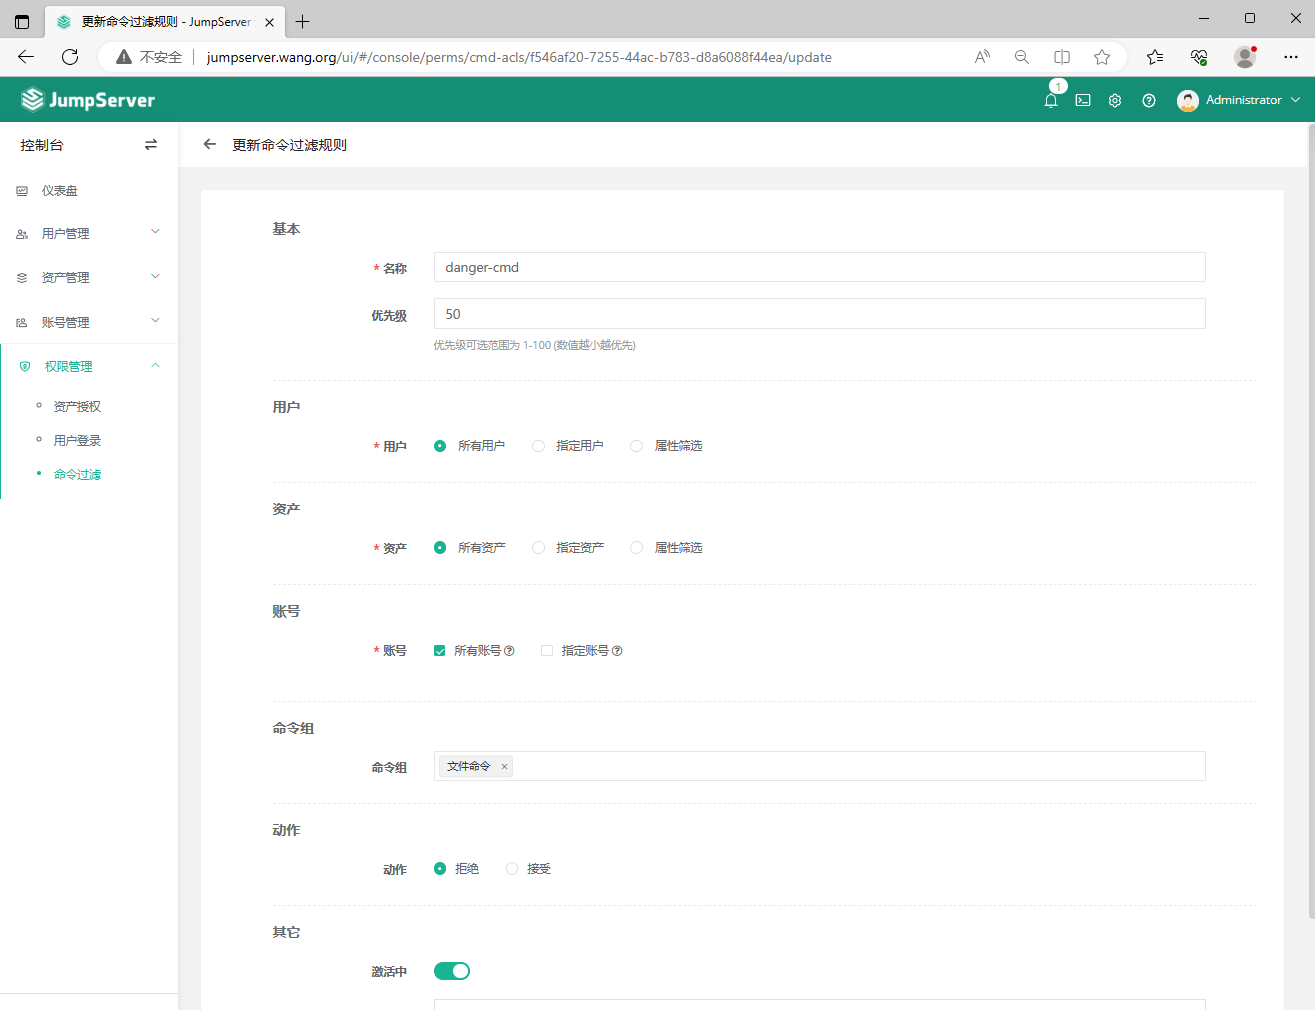 更新命令过滤规则 - JumpServer
不安全
jumpserver.wang.org/ui/#/console/perms/cmd-acls/f546af20-7255-44ac-b783-d8a6088f44ea/update
JumpServer
1
Administrator
控制台
更新命令过滤规则
仪表盘
用户管理
资产管理
账号管理
权限管理
资产授权
用户登录
命令过滤
基本
* 名称
danger-cmd
优先级
50
优先级可选范围为 1-100 (数值越小越优先)
用户
* 用户
所有用户
指定用户
属性筛选
资产
* 资产
所有资产
指定资产
属性筛选
账号
* 账号
所有账号
指定账号
命令组
命令组
文件命令 ×
动作
动作
拒绝
接受
其它
激活中